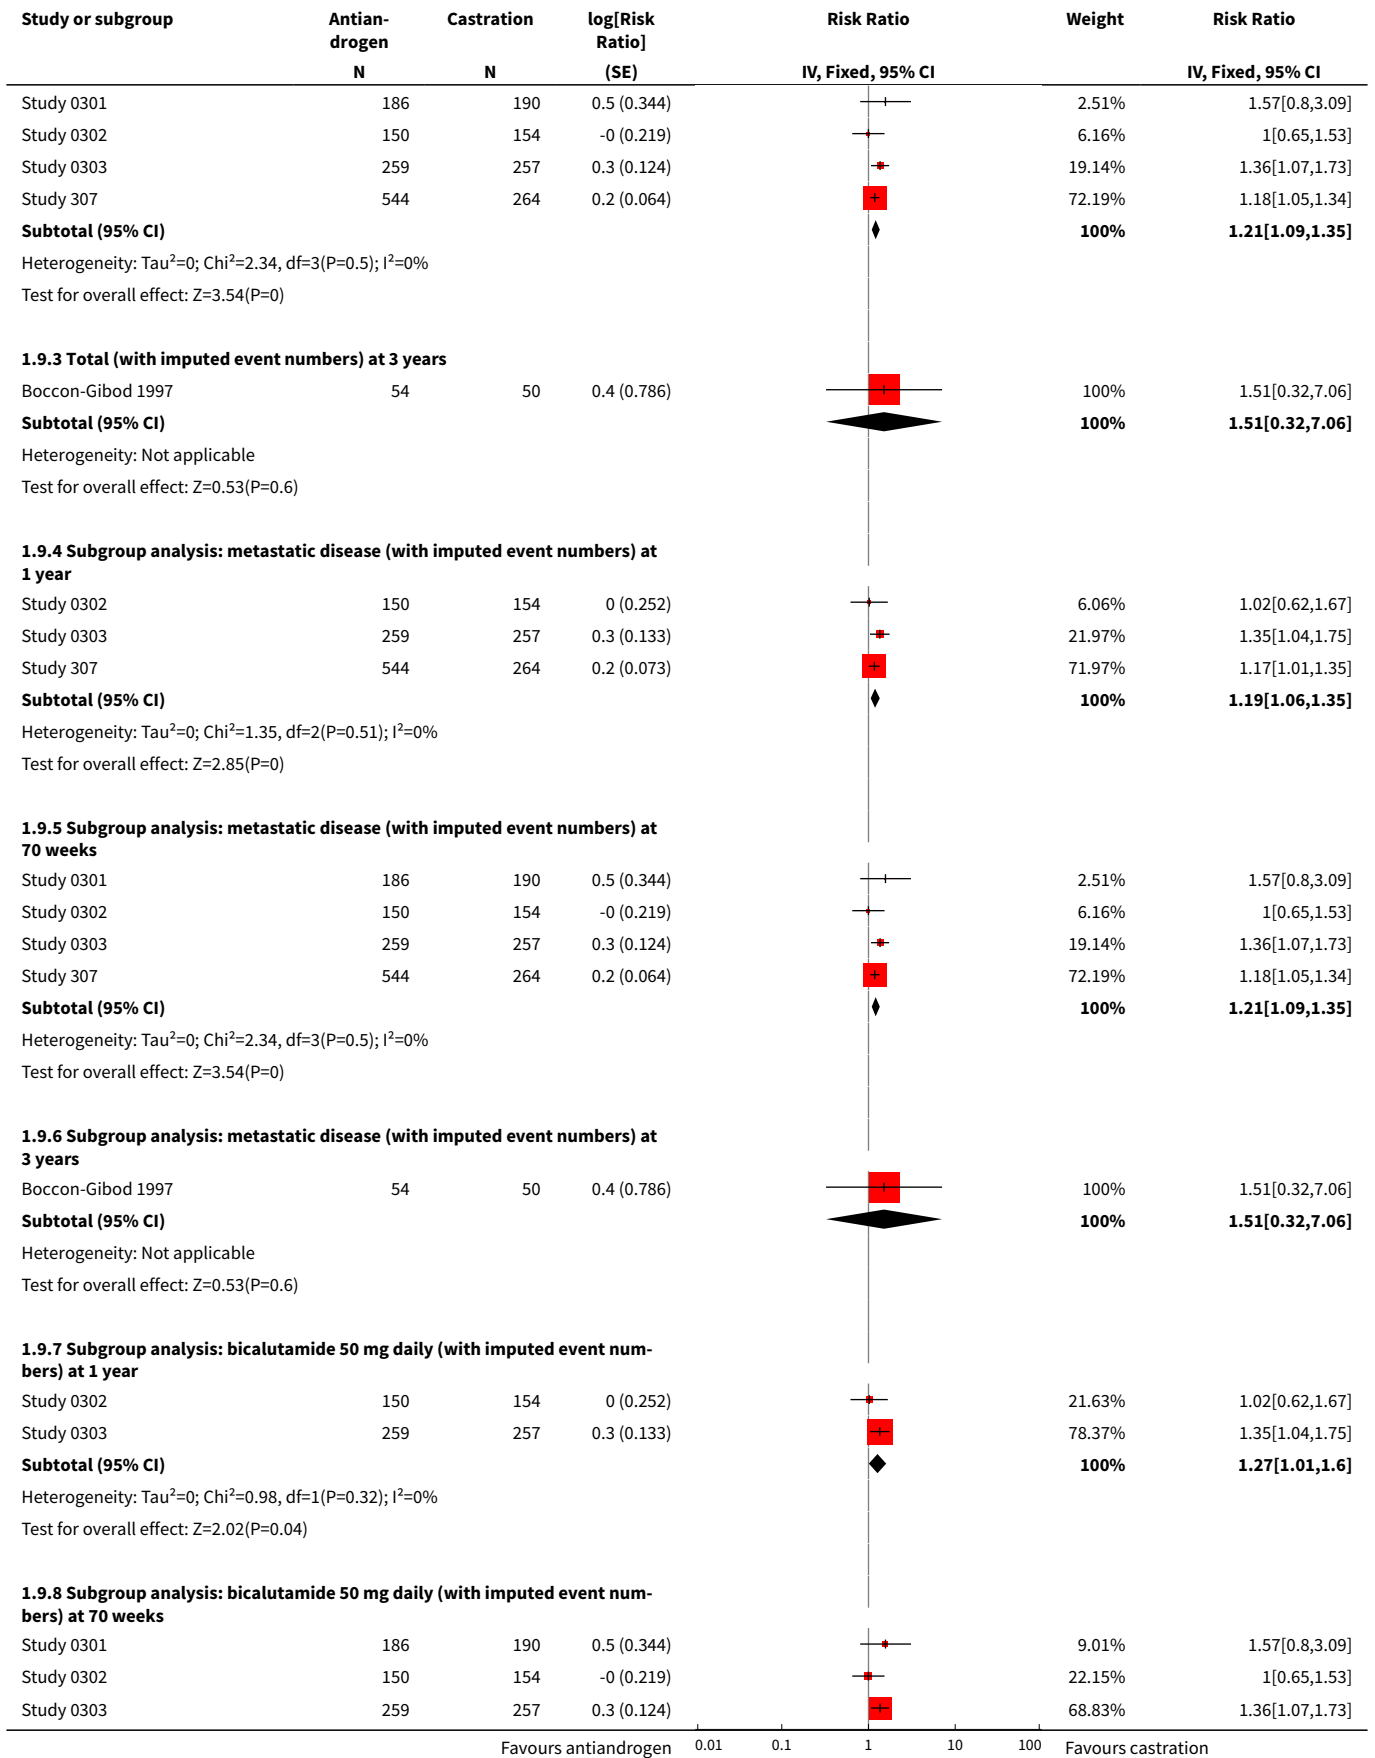 Study or subgroup Antian- Castration log[Risk Risk Ratio Weight Risk Ratio
drogen Ratio]
N N (SE) IV, Fixed, 95% CI IV, Fixed, 95% CI
Study 0301 186 190 0.5 (0.344) 2.51% 1.57[0.8,3.09]
Study 0302 150 154 -0 (0.219) 6.16% 1[0.65,1.53]
Study 0303 259 257 0.3 (0.124) 19.14% 1.36[1.07,1.73]
Study 307 544 264 0.2 (0.064) 72.19% 1.18[1.05,1.34]
Subtotal (95% CI) 100% 1.21[1.09,1.35]
Heterogeneity: Tau²=0; Chi²=2.34, df=3(P=0.5); I²=0%
Test for overall effect: Z=3.54(P=0)
1.9.3 Total (with imputed event numbers) at 3 years
Boccon-Gibod 1997 54 50 0.4 (0.786) 100% 1.51[0.32,7.06]
Subtotal (95% CI) 100% 1.51[0.32,7.06]
Heterogeneity: Not applicable
Test for overall effect: Z=0.53(P=0.6)
1.9.4 Subgroup analysis: metastatic disease (with imputed event numbers) at
1 year
Study 0302 150 154 0 (0.252) 6.06% 1.02[0.62,1.67]
Study 0303 259 257 0.3 (0.133) 21.97% 1.35[1.04,1.75]
Study 307 544 264 0.2 (0.073) 71.97% 1.17[1.01,1.35]
Subtotal (95% CI) 100% 1.19[1.06,1.35]
Heterogeneity: Tau²=0; Chi²=1.35, df=2(P=0.51); I²=0%
Test for overall effect: Z=2.85(P=0)
1.9.5 Subgroup analysis: metastatic disease (with imputed event numbers) at
70 weeks
Study 0301 186 190 0.5 (0.344) 2.51% 1.57[0.8,3.09]
Study 0302 150 154 -0 (0.219) 6.16% 1[0.65,1.53]
Study 0303 259 257 0.3 (0.124) 19.14% 1.36[1.07,1.73]
Study 307 544 264 0.2 (0.064) 72.19% 1.18[1.05,1.34]
Subtotal (95% CI) 100% 1.21[1.09,1.35]
Heterogeneity: Tau²=0; Chi²=2.34, df=3(P=0.5); I²=0%
Test for overall effect: Z=3.54(P=0)
1.9.6 Subgroup analysis: metastatic disease (with imputed event numbers) at
3 years
Boccon-Gibod 1997 54 50 0.4 (0.786) 100% 1.51[0.32,7.06]
Subtotal (95% CI) 100% 1.51[0.32,7.06]
Heterogeneity: Not applicable
Test for overall effect: Z=0.53(P=0.6)
1.9.7 Subgroup analysis: bicalutamide 50 mg daily (with imputed event num-
bers) at 1 year
Study 0302 150 154 0 (0.252) 21.63% 1.02[0.62,1.67]
Study 0303 259 257 0.3 (0.133) 78.37% 1.35[1.04,1.75]
Subtotal (95% CI) 100% 1.27[1.01,1.6]
Heterogeneity: Tau²=0; Chi²=0.98, df=1(P=0.32); I²=0%
Test for overall effect: Z=2.02(P=0.04)
1.9.8 Subgroup analysis: bicalutamide 50 mg daily (with imputed event num-
bers) at 70 weeks
Study 0301 186 190 0.5 (0.344) 9.01% 1.57[0.8,3.09]
Study 0302 150 154 -0 (0.219) 22.15% 1[0.65,1.53]
Study 0303 259 257 0.3 (0.124) 68.83% 1.36[1.07,1.73]
Favours antiandrogen 0.01 0.1 1 10 100 Favours castration